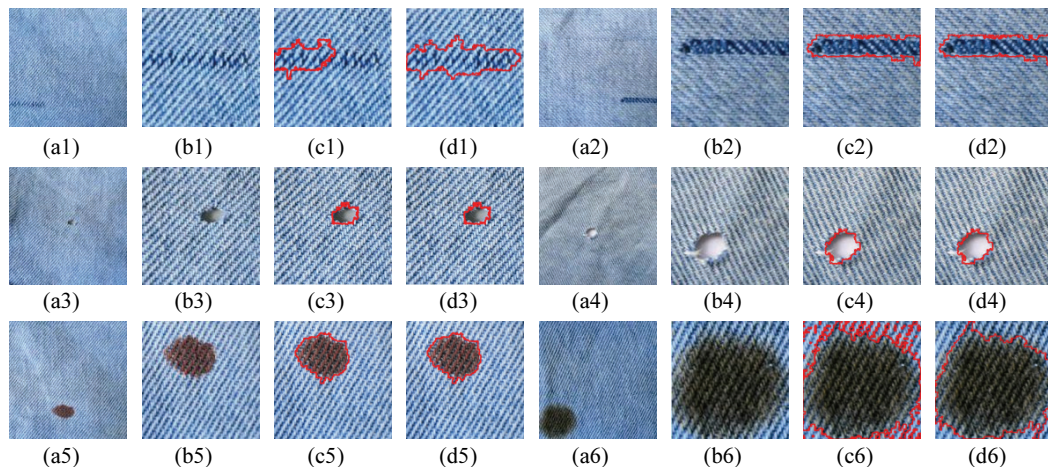 (a1) (b1) (c1) (d1) (a2) (b2) (c2) (d2)
(a3) (b3) (c3) (d3) (a4) (b4) (c4) (d4)
(a5) (b5) (c5) (d5) (a6) (b6) (c6) (d6)